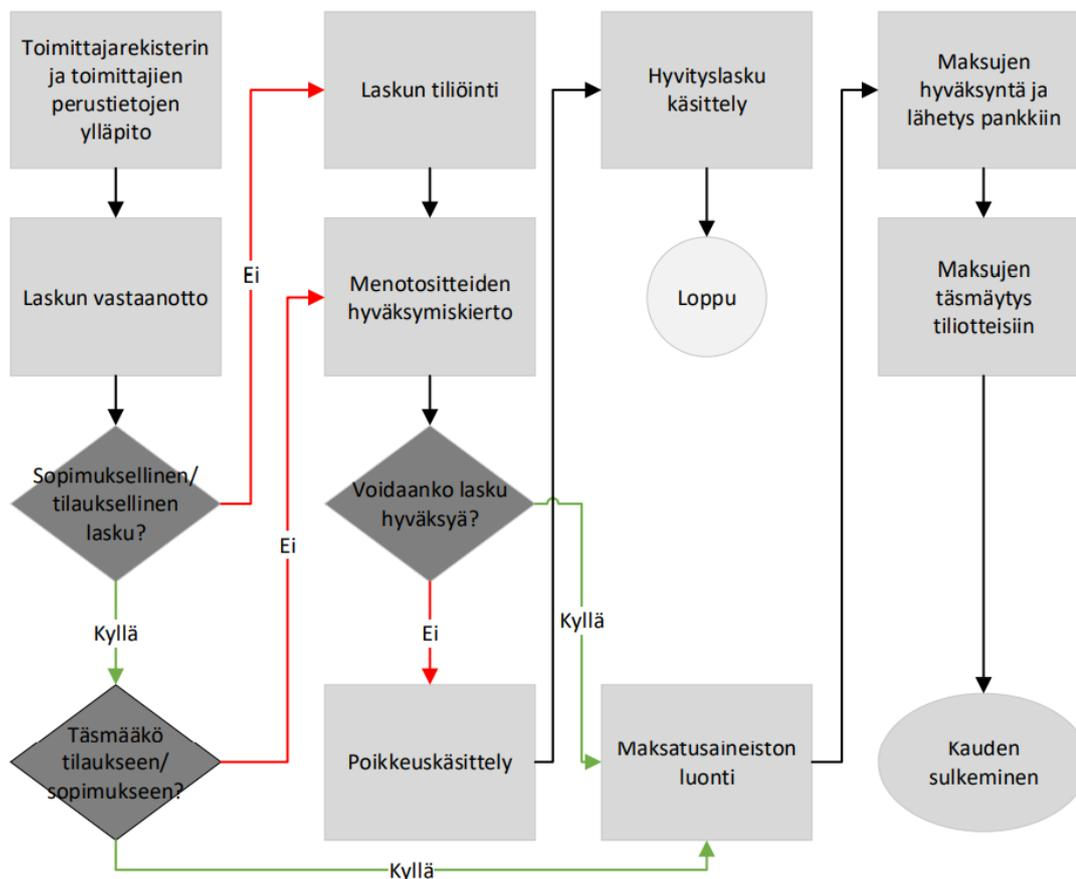 Toimittajarekisterin
ja toimittajien
perustietojen
ylläpito
Laskun vastaanotto
Sopimuksellinen/
tilauksellinen
lasku?
Kyllä
Täsmääkö
tilaukseen/
sopimukseen?
Ei
Ei
Kyllä
Laskun tiliöinti
Menotositteiden
hyväksymiskierto
Voidaanko lasku
hyväksyä?
Ei
Kyllä
Poikkeuskäsittely
Hyvityslasku
käsittely
Loppu
Maksatusaineiston
luonti
Maksujen
hyväksyntä ja
lähetys pankkiin
Maksujen
täsmäytys
tiliotteisiin
Kauden
sulkeminen